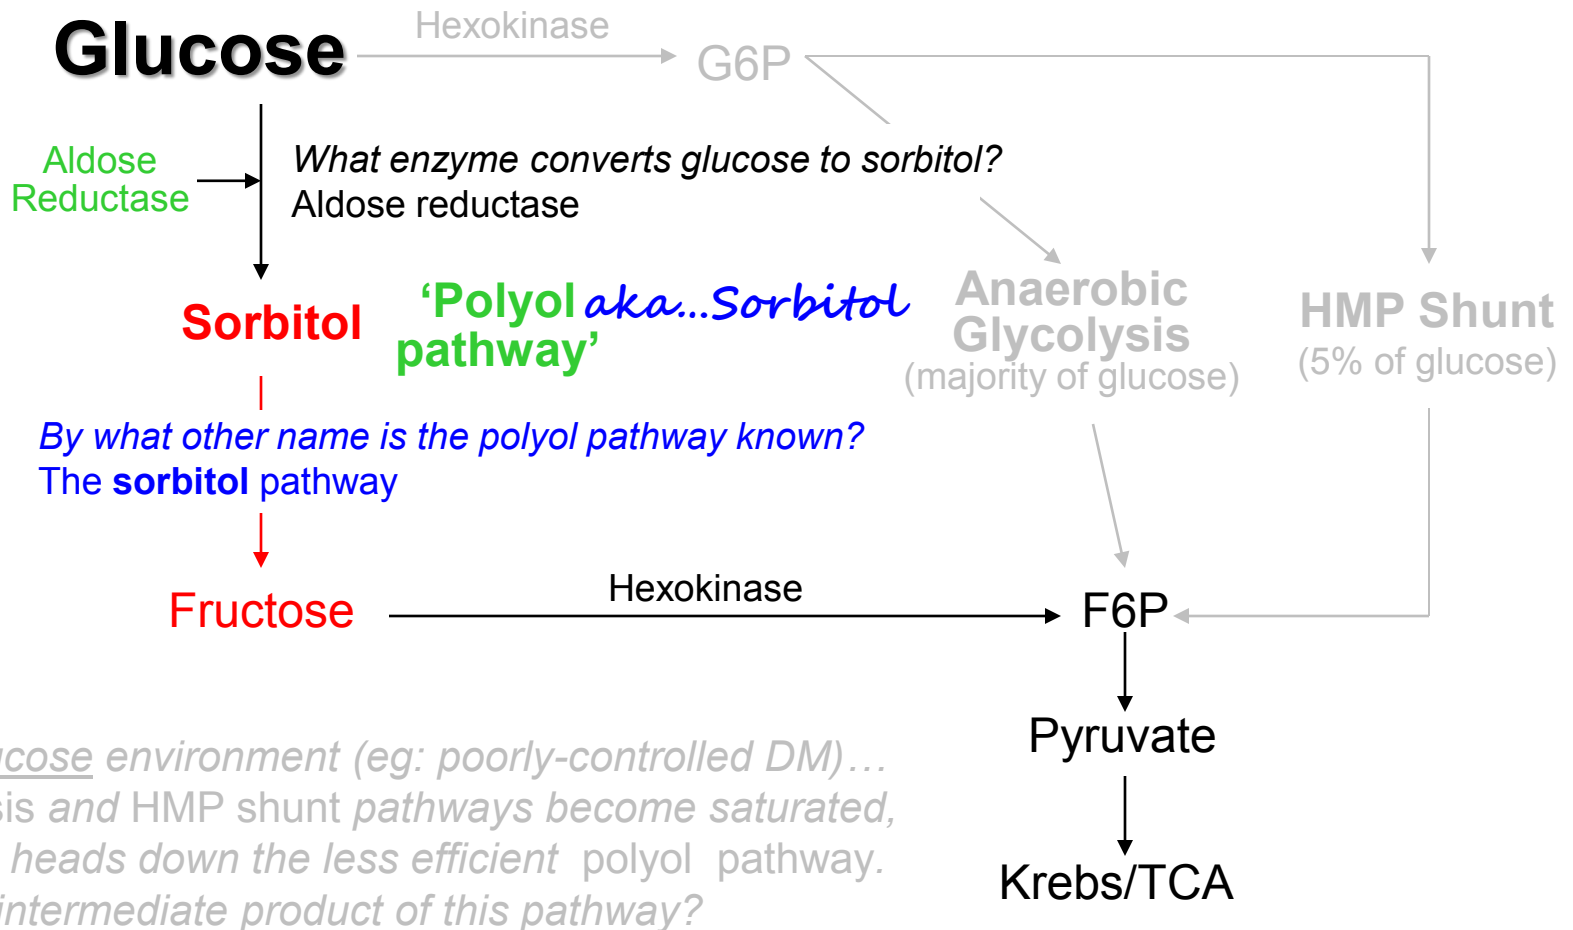 Glucose
Hexokinase
G6P
Aldose
Reductase
What enzyme converts glucose to sorbitol?
Aldose reductase
Sorbitol
‘Polyol aka...Sorbitol
pathway’
Anaerobic
Glycolysis
(majority of glucose)
HMP Shunt
(5% of glucose)
By what other name is the polyol pathway known?
The sorbitol pathway
Fructose
Hexokinase
F6P
Pyruvate
Krebs/TCA
environment (eg: poorly-controlled DM)…
and HMP shunt pathways become saturated,
heads down the less efficient polyol pathway.
intermediate product of this pathway?